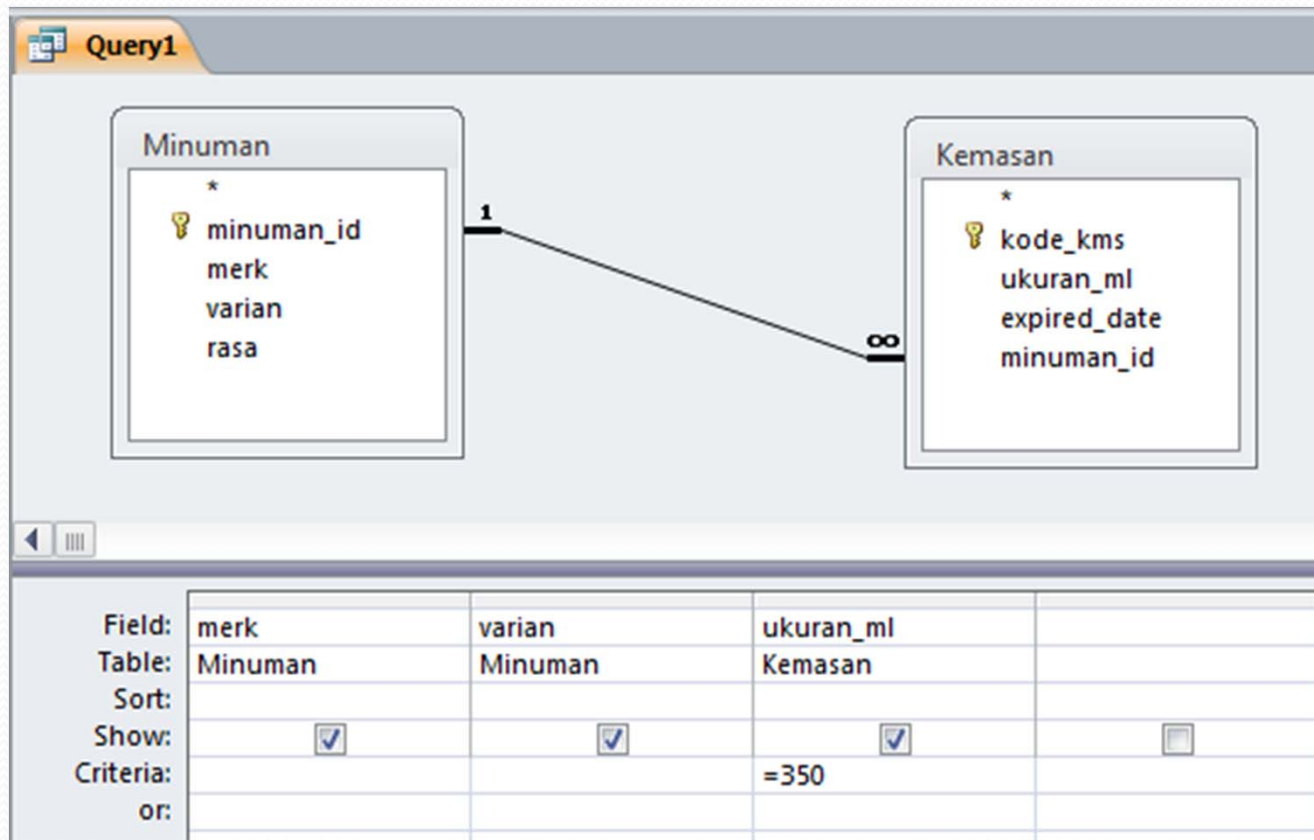 Query1
Minuman
*
minuman_id
merk
varian
rasa
1
∞
Kemasan
*
kode_kms
ukuran_ml
expired_date
minuman_id
Field: merk varian ukuran_ml
Table: Minuman Minuman Kemasan
Sort:
Show:
Criteria: =350
or: